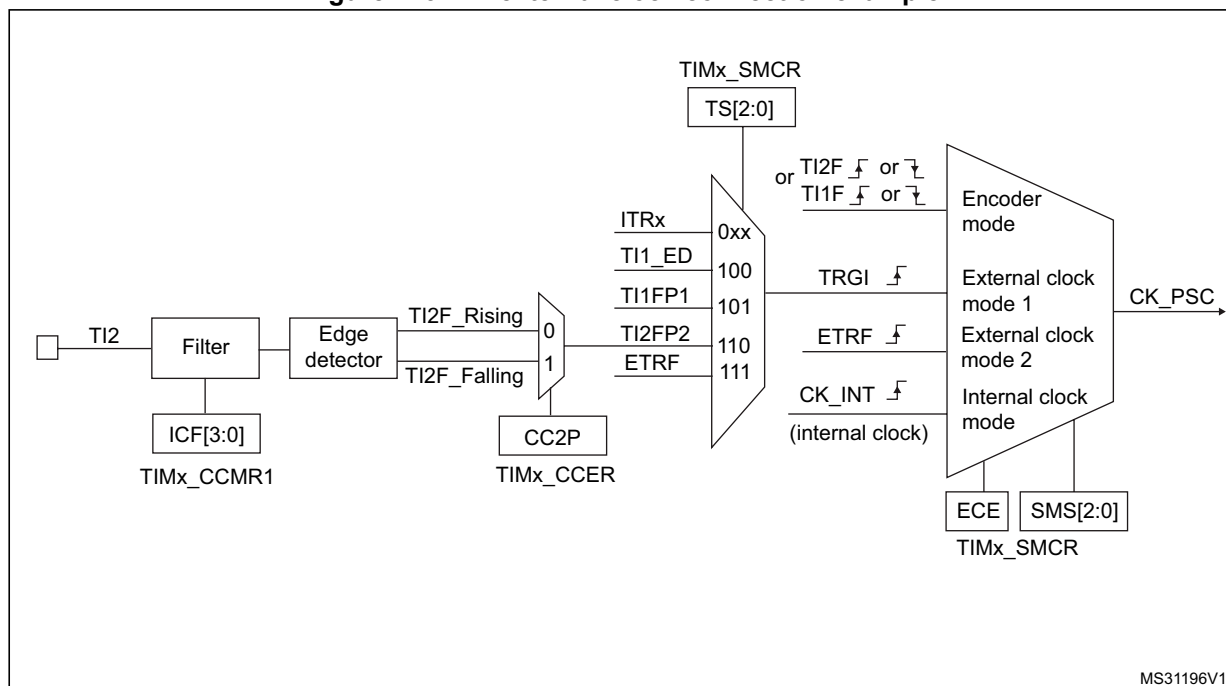 TIMx_SMCR
TS[2:0]
TI2F or
or
TI1F or
Encoder
mode
ITRx
0xx
TI1_ED
100
TRGI
External clock
mode 1
CK_PSC
TI1FP1
101
TI2
Filter
Edge
detector
TI2F_Rising
0
TI2F_Falling
1
TI2FP2
110
ETRF
111
ETRF
External clock
mode 2
CK_INT
(internal clock)
Internal clock
mode
ICF[3:0]
TIMx_CCMR1
CC2P
TIMx_CCER
ECE
SMS[2:0]
TIMx_SMCR
MS31196V1